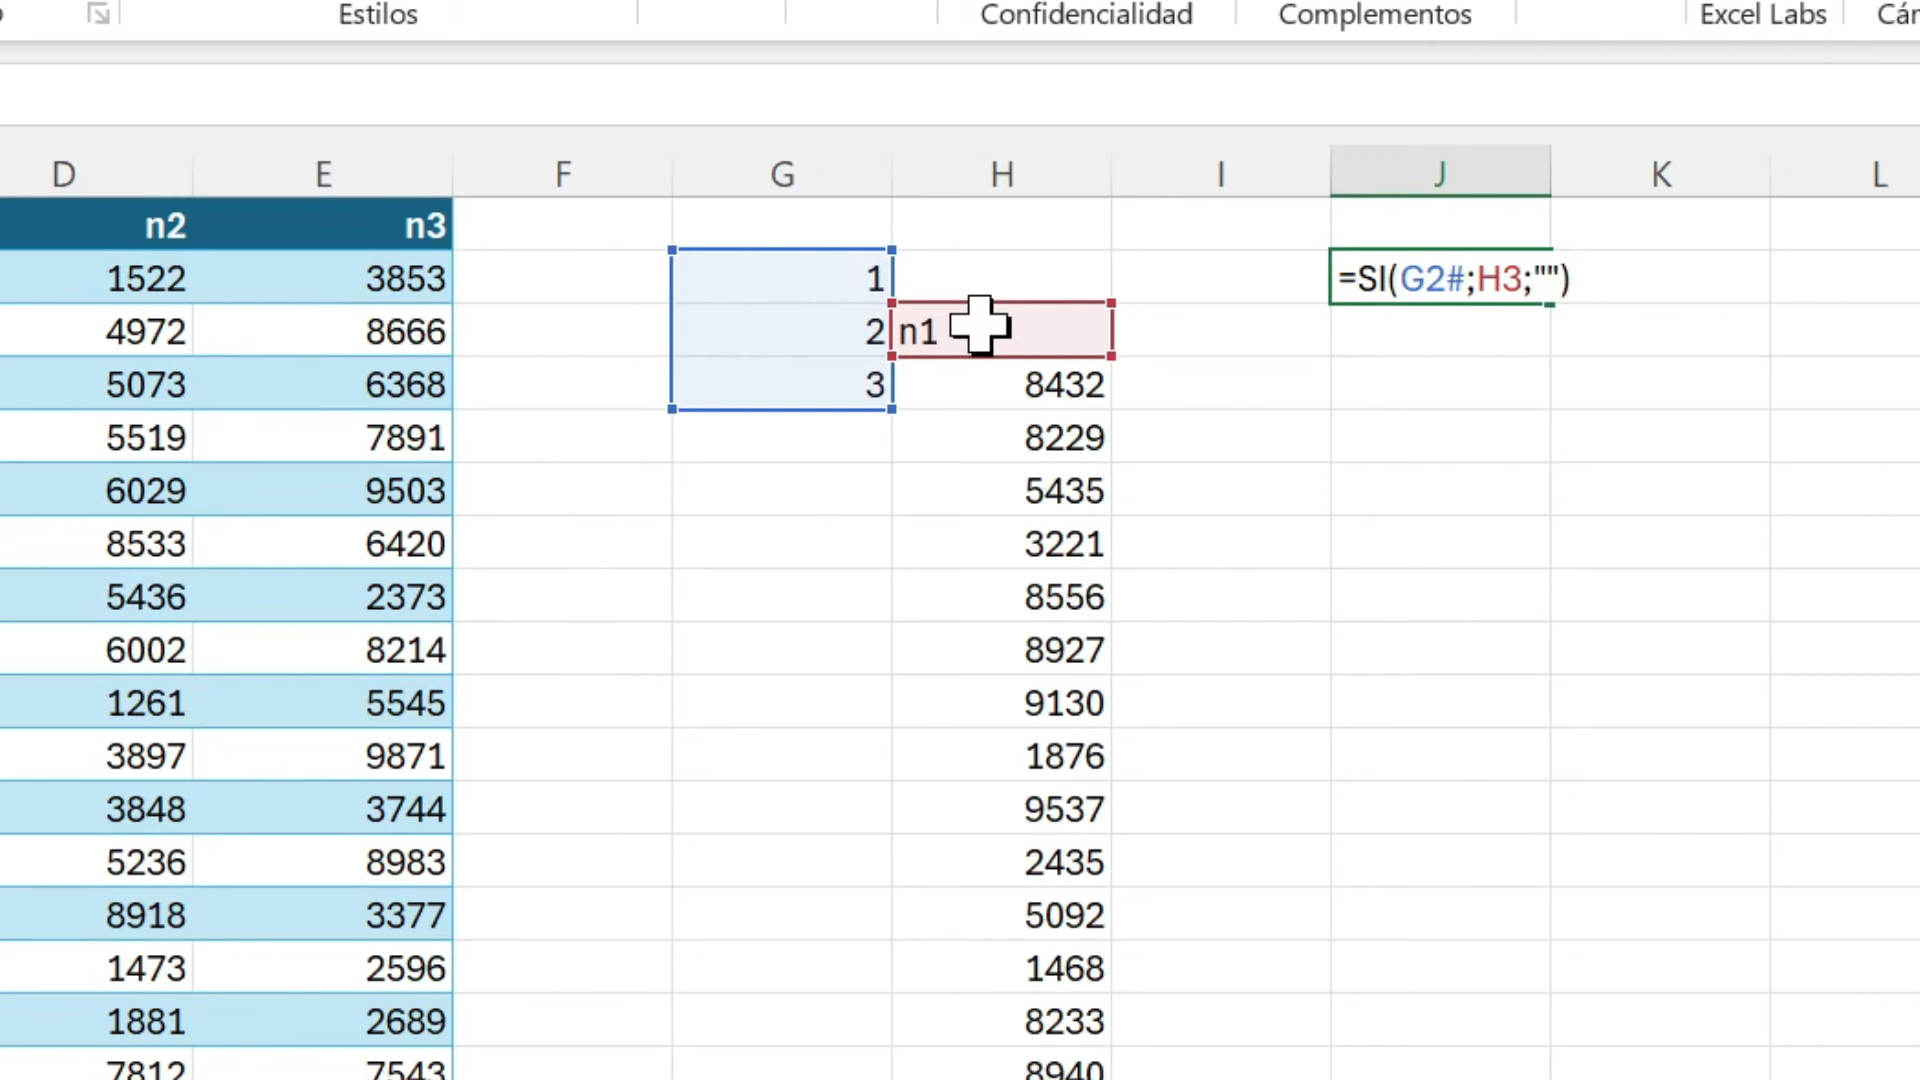 Estilos Confidencialidad Complementos Excel Labs
D E F G H I J K L
n2 n3
1522 3853 1 =SI(G2#;H3;"")
4972 8666 2 n1
5073 6368 3 8432
5519 7891 8229
6029 9503 5435
8533 6420 3221
5436 2373 8556
6002 8214 8927
1261 5545 9130
3897 9871 1876
3848 3744 9537
5236 8983 2435
8918 3377 5092
1473 2596 1468
1881 2689 8233
7812 7543 8940